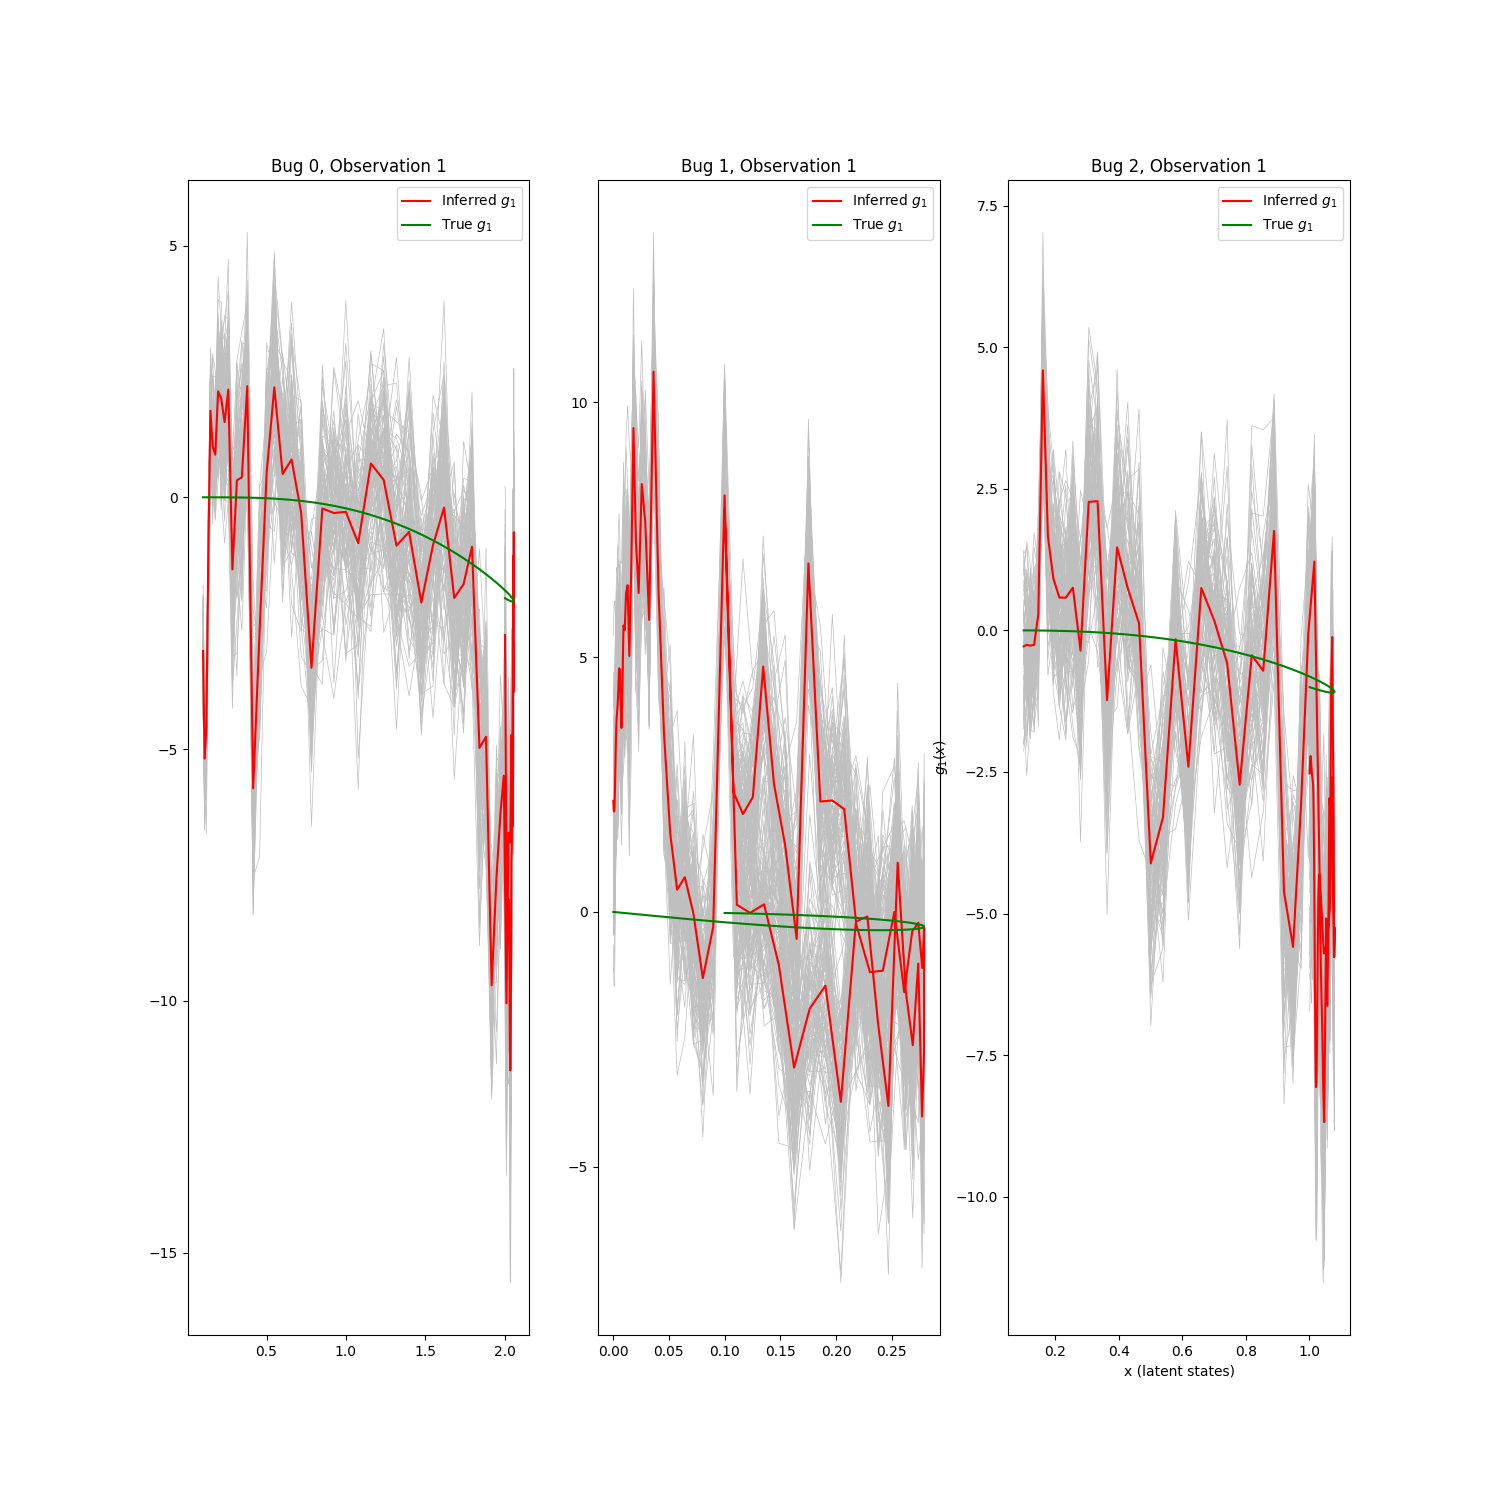 Bug 0, Observation 1
Inferred g₁
True g₁
5
0
−5
−10
−15
0.5 1.0 1.5 2.0
Bug 1, Observation 1
Inferred g₁
True g₁
10
5
0
−5
0.00 0.05 0.10 0.15 0.20 0.25
Bug 2, Observation 1
Inferred g₁
True g₁
g₁(x)
7.5
5.0
2.5
0.0
−2.5
−5.0
−7.5
−10.0
0.2 0.4 0.6 0.8 1.0
x (latent states)